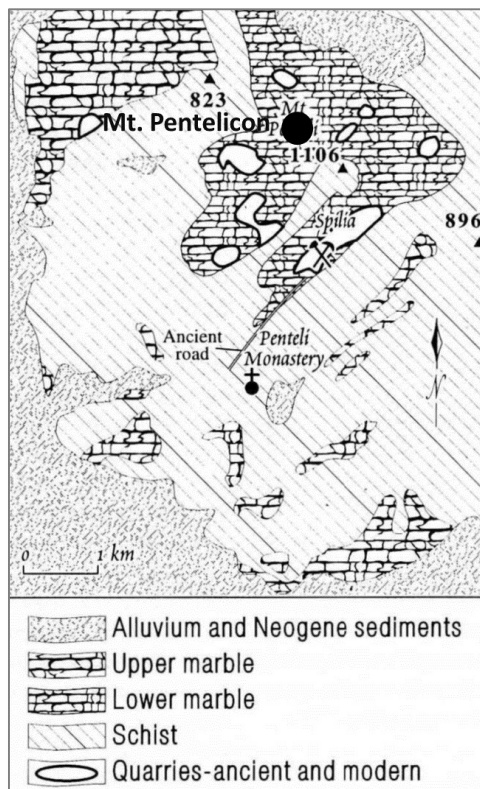 823
Mt. Pentelicon
1106
Spilia
896
Ancient
road
Penteli
Monastery
N
0 1 km
Alluvium and Neogene sediments
Upper marble
Lower marble
Schist
Quarries-ancient and modern